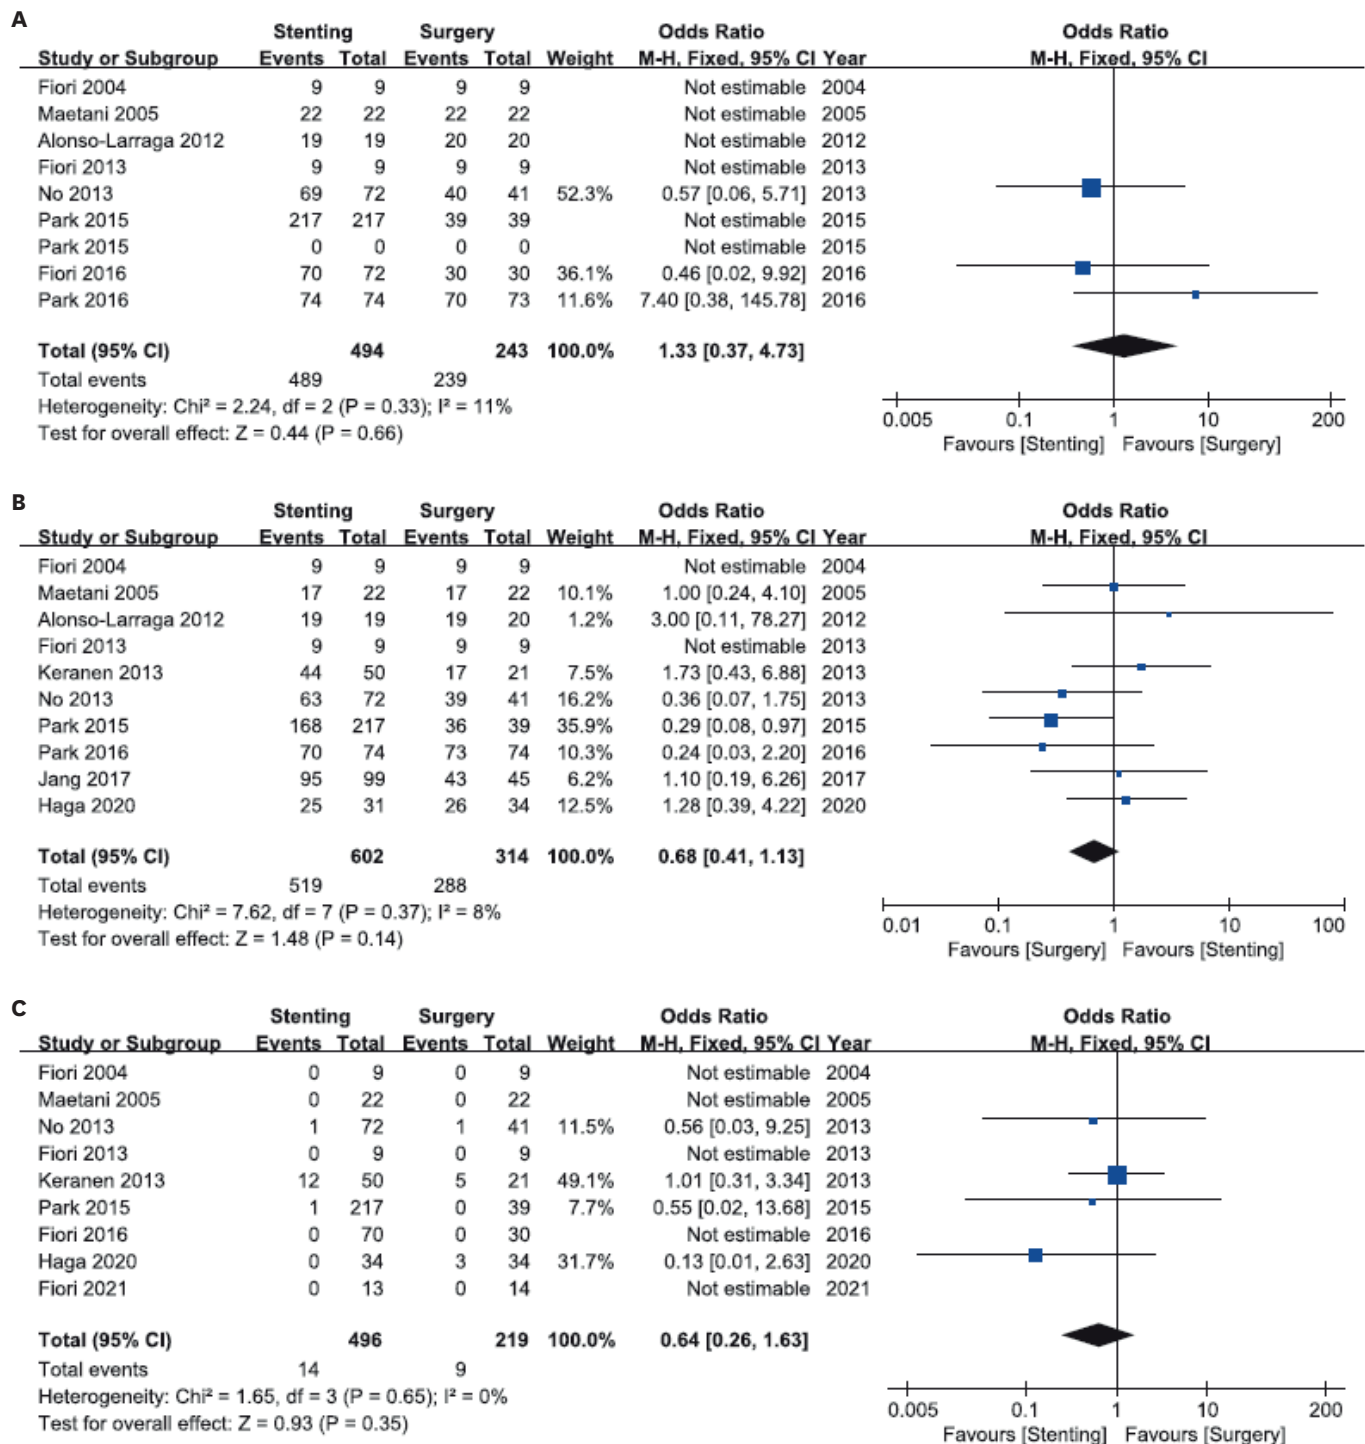 A
Stenting Surgery Odds Ratio Odds Ratio
Study or Subgroup Events Total Events Total Weight M-H, Fixed, 95% CI Year M-H, Fixed, 95% CI
Fiori 2004 9 9 9 9 Not estimable 2004
Maetani 2005 22 22 22 22 Not estimable 2005
Alonso-Larraga 2012 19 19 20 20 Not estimable 2012
Fiori 2013 9 9 9 9 Not estimable 2013
No 2013 69 72 40 41 52.3% 0.57 [0.06, 5.71] 2013
Park 2015 217 217 39 39 Not estimable 2015
Park 2015 0 0 0 0 Not estimable 2015
Fiori 2016 70 72 30 30 36.1% 0.46 [0.02, 9.92] 2016
Park 2016 74 74 70 73 11.6% 7.40 [0.38, 145.78] 2016
Total (95% CI) 494 243 100.0% 1.33 [0.37, 4.73]
Total events 489 239
Heterogeneity: Chi² = 2.24, df = 2 (P = 0.33); I² = 11%
Test for overall effect: Z = 0.44 (P = 0.66)
0.005 0.1 1 10 200
Favours [Stenting] Favours [Surgery]
B
Stenting Surgery Odds Ratio Odds Ratio
Study or Subgroup Events Total Events Total Weight M-H, Fixed, 95% CI Year M-H, Fixed, 95% CI
Fiori 2004 9 9 9 9 Not estimable 2004
Maetani 2005 17 22 17 22 10.1% 1.00 [0.24, 4.10] 2005
Alonso-Larraga 2012 19 19 19 20 1.2% 3.00 [0.11, 78.27] 2012
Fiori 2013 9 9 9 9 Not estimable 2013
Keranen 2013 44 50 17 21 7.5% 1.73 [0.43, 6.88] 2013
No 2013 63 72 39 41 16.2% 0.36 [0.07, 1.75] 2013
Park 2015 168 217 36 39 35.9% 0.29 [0.08, 0.97] 2015
Park 2016 70 74 73 74 10.3% 0.24 [0.03, 2.20] 2016
Jang 2017 95 99 43 45 6.2% 1.10 [0.19, 6.26] 2017
Haga 2020 25 31 26 34 12.5% 1.28 [0.39, 4.22] 2020
Total (95% CI) 602 314 100.0% 0.68 [0.41, 1.13]
Total events 519 288
Heterogeneity: Chi² = 7.62, df = 7 (P = 0.37); I² = 8%
Test for overall effect: Z = 1.48 (P = 0.14)
0.01 0.1 1 10 100
Favours [Surgery] Favours [Stenting]
C
Stenting Surgery Odds Ratio Odds Ratio
Study or Subgroup Events Total Events Total Weight M-H, Fixed, 95% CI Year M-H, Fixed, 95% CI
Fiori 2004 0 9 0 9 Not estimable 2004
Maetani 2005 0 22 0 22 Not estimable 2005
No 2013 1 72 1 41 11.5% 0.56 [0.03, 9.25] 2013
Fiori 2013 0 9 0 9 Not estimable 2013
Keranen 2013 12 50 5 21 49.1% 1.01 [0.31, 3.34] 2013
Park 2015 1 217 0 39 7.7% 0.55 [0.02, 13.68] 2015
Fiori 2016 0 70 0 30 Not estimable 2016
Haga 2020 0 34 3 34 31.7% 0.13 [0.01, 2.63] 2020
Fiori 2021 0 13 0 14 Not estimable 2021
Total (95% CI) 496 219 100.0% 0.64 [0.26, 1.63]
Total events 14 9
Heterogeneity: Chi² = 1.65, df = 3 (P = 0.65); I² = 0%
Test for overall effect: Z = 0.93 (P = 0.35)
0.005 0.1 1 10 200
Favours [Stenting] Favours [Surgery]